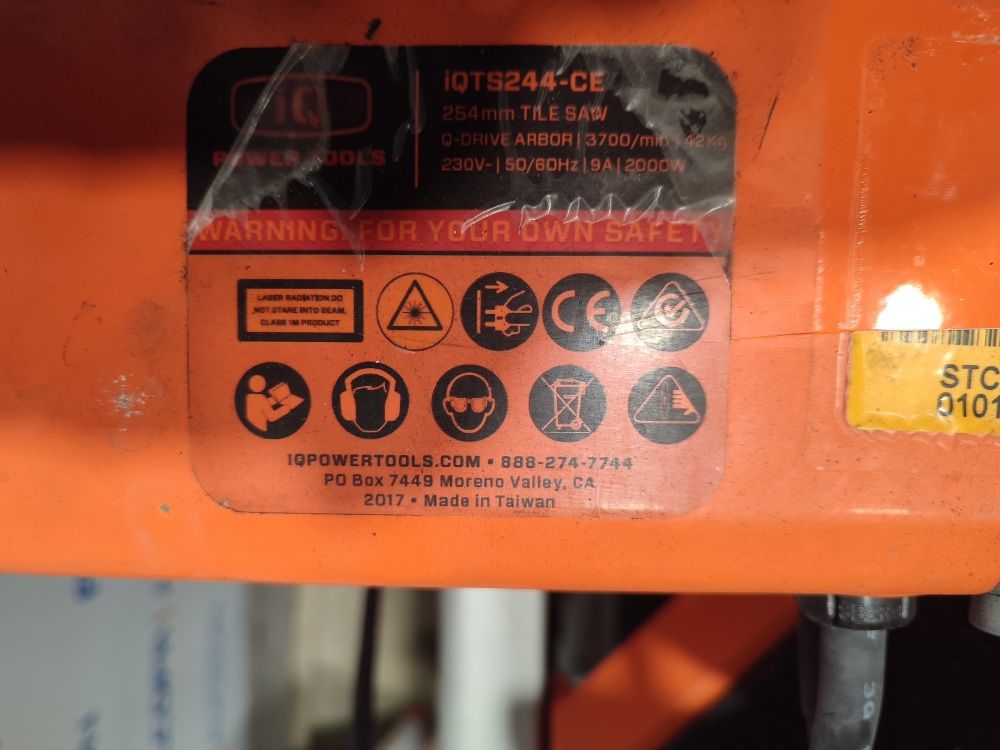 iQ
POWER TOOLS
iQTS244-CE
254mm TILE SAW
Q-DRIVE ARBOR | 3700/min | 42Kg
230V~ | 50/60Hz | 9A | 2000W
WARNING: FOR YOUR OWN SAFETY
LASER RADIATION, DO
NOT STARE INTO BEAM,
CLASS 1M PRODUCT
CE
IQPOWERTOOLS.COM • 888-274-7744
PO Box 7449 Moreno Valley, CA
2017 • Made in Taiwan
STC
0101
3G